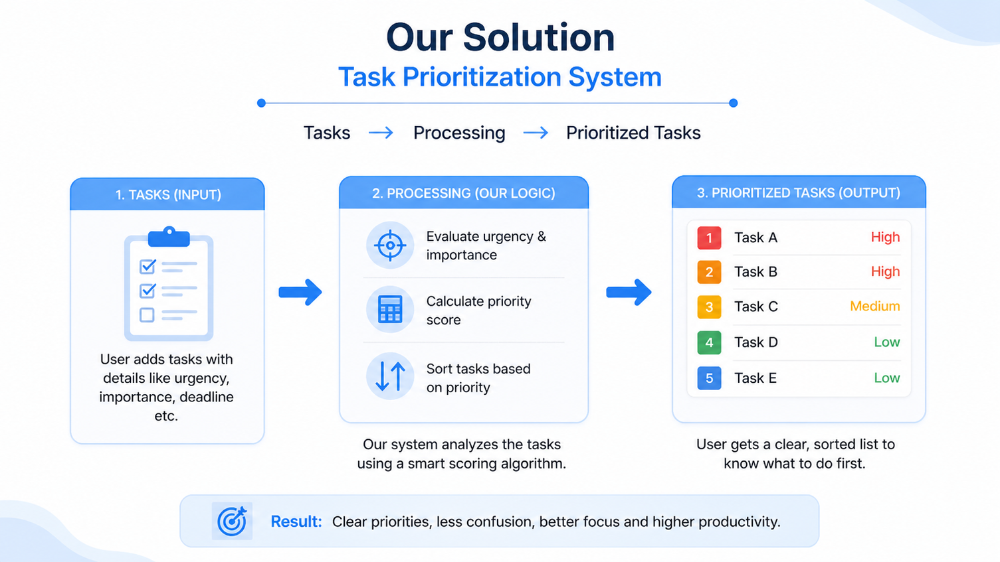 Our Solution
Task Prioritization System
Tasks → Processing → Prioritized Tasks
1. TASKS (INPUT)
User adds tasks with
details like urgency,
importance, deadline
etc.
2. PROCESSING (OUR LOGIC)
Evaluate urgency &
importance
Calculate priority
score
Sort tasks based
on priority
Our system analyzes the tasks
using a smart scoring algorithm.
3. PRIORITIZED TASKS (OUTPUT)
1 Task A High
2 Task B High
3 Task C Medium
4 Task D Low
5 Task E Low
User gets a clear, sorted list to
know what to do first.
Result: Clear priorities, less confusion, better focus and higher productivity.